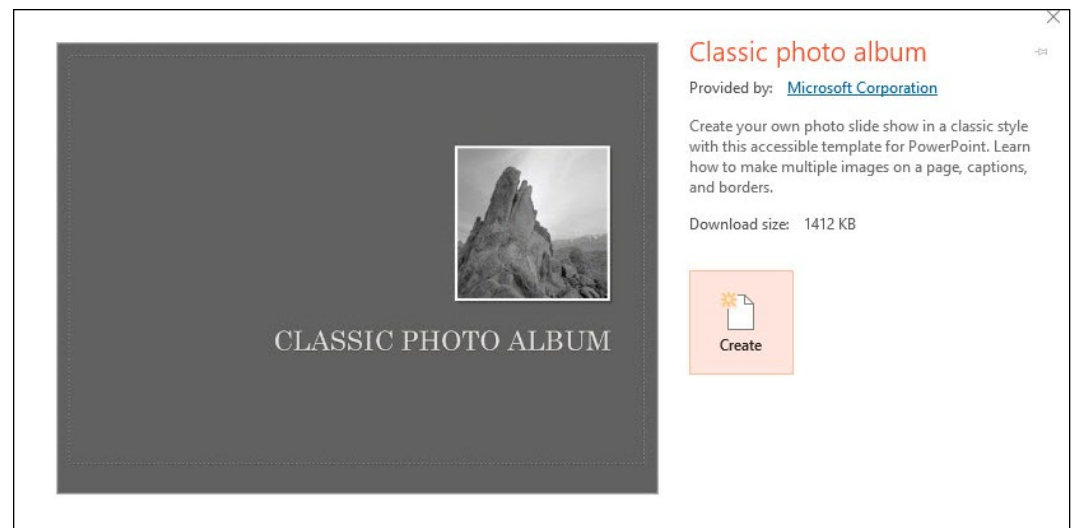 CLASSIC PHOTO ALBUM
Classic photo album
Provided by: Microsoft Corporation
Create your own photo slide show in a classic style
with this accessible template for PowerPoint. Learn
how to make multiple images on a page, captions,
and borders.
Download size: 1412 KB
Create